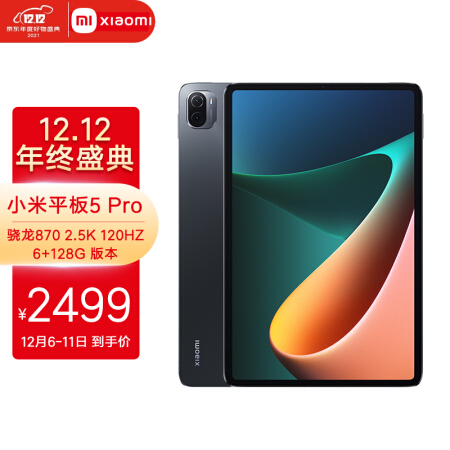 12.12
京东年度好物盛典
2021
xiaomi
12.12
年终盛典
小米平板5 Pro
骁龙870 2.5K 120HZ
6+128G 版本
¥2499
12月6-11日 到手价
xiaomi